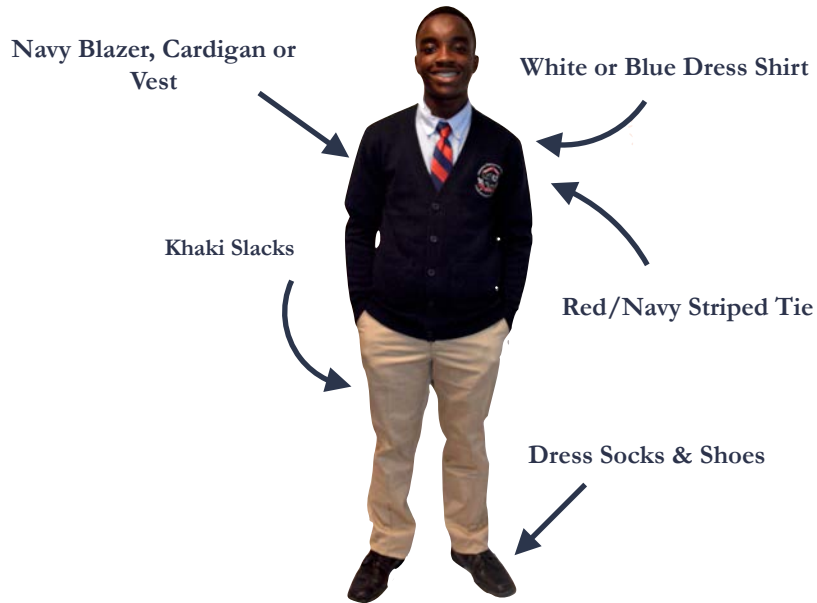 Navy Blazer, Cardigan or
Vest
White or Blue Dress Shirt
Khaki Slacks
Red/Navy Striped Tie
Dress Socks & Shoes